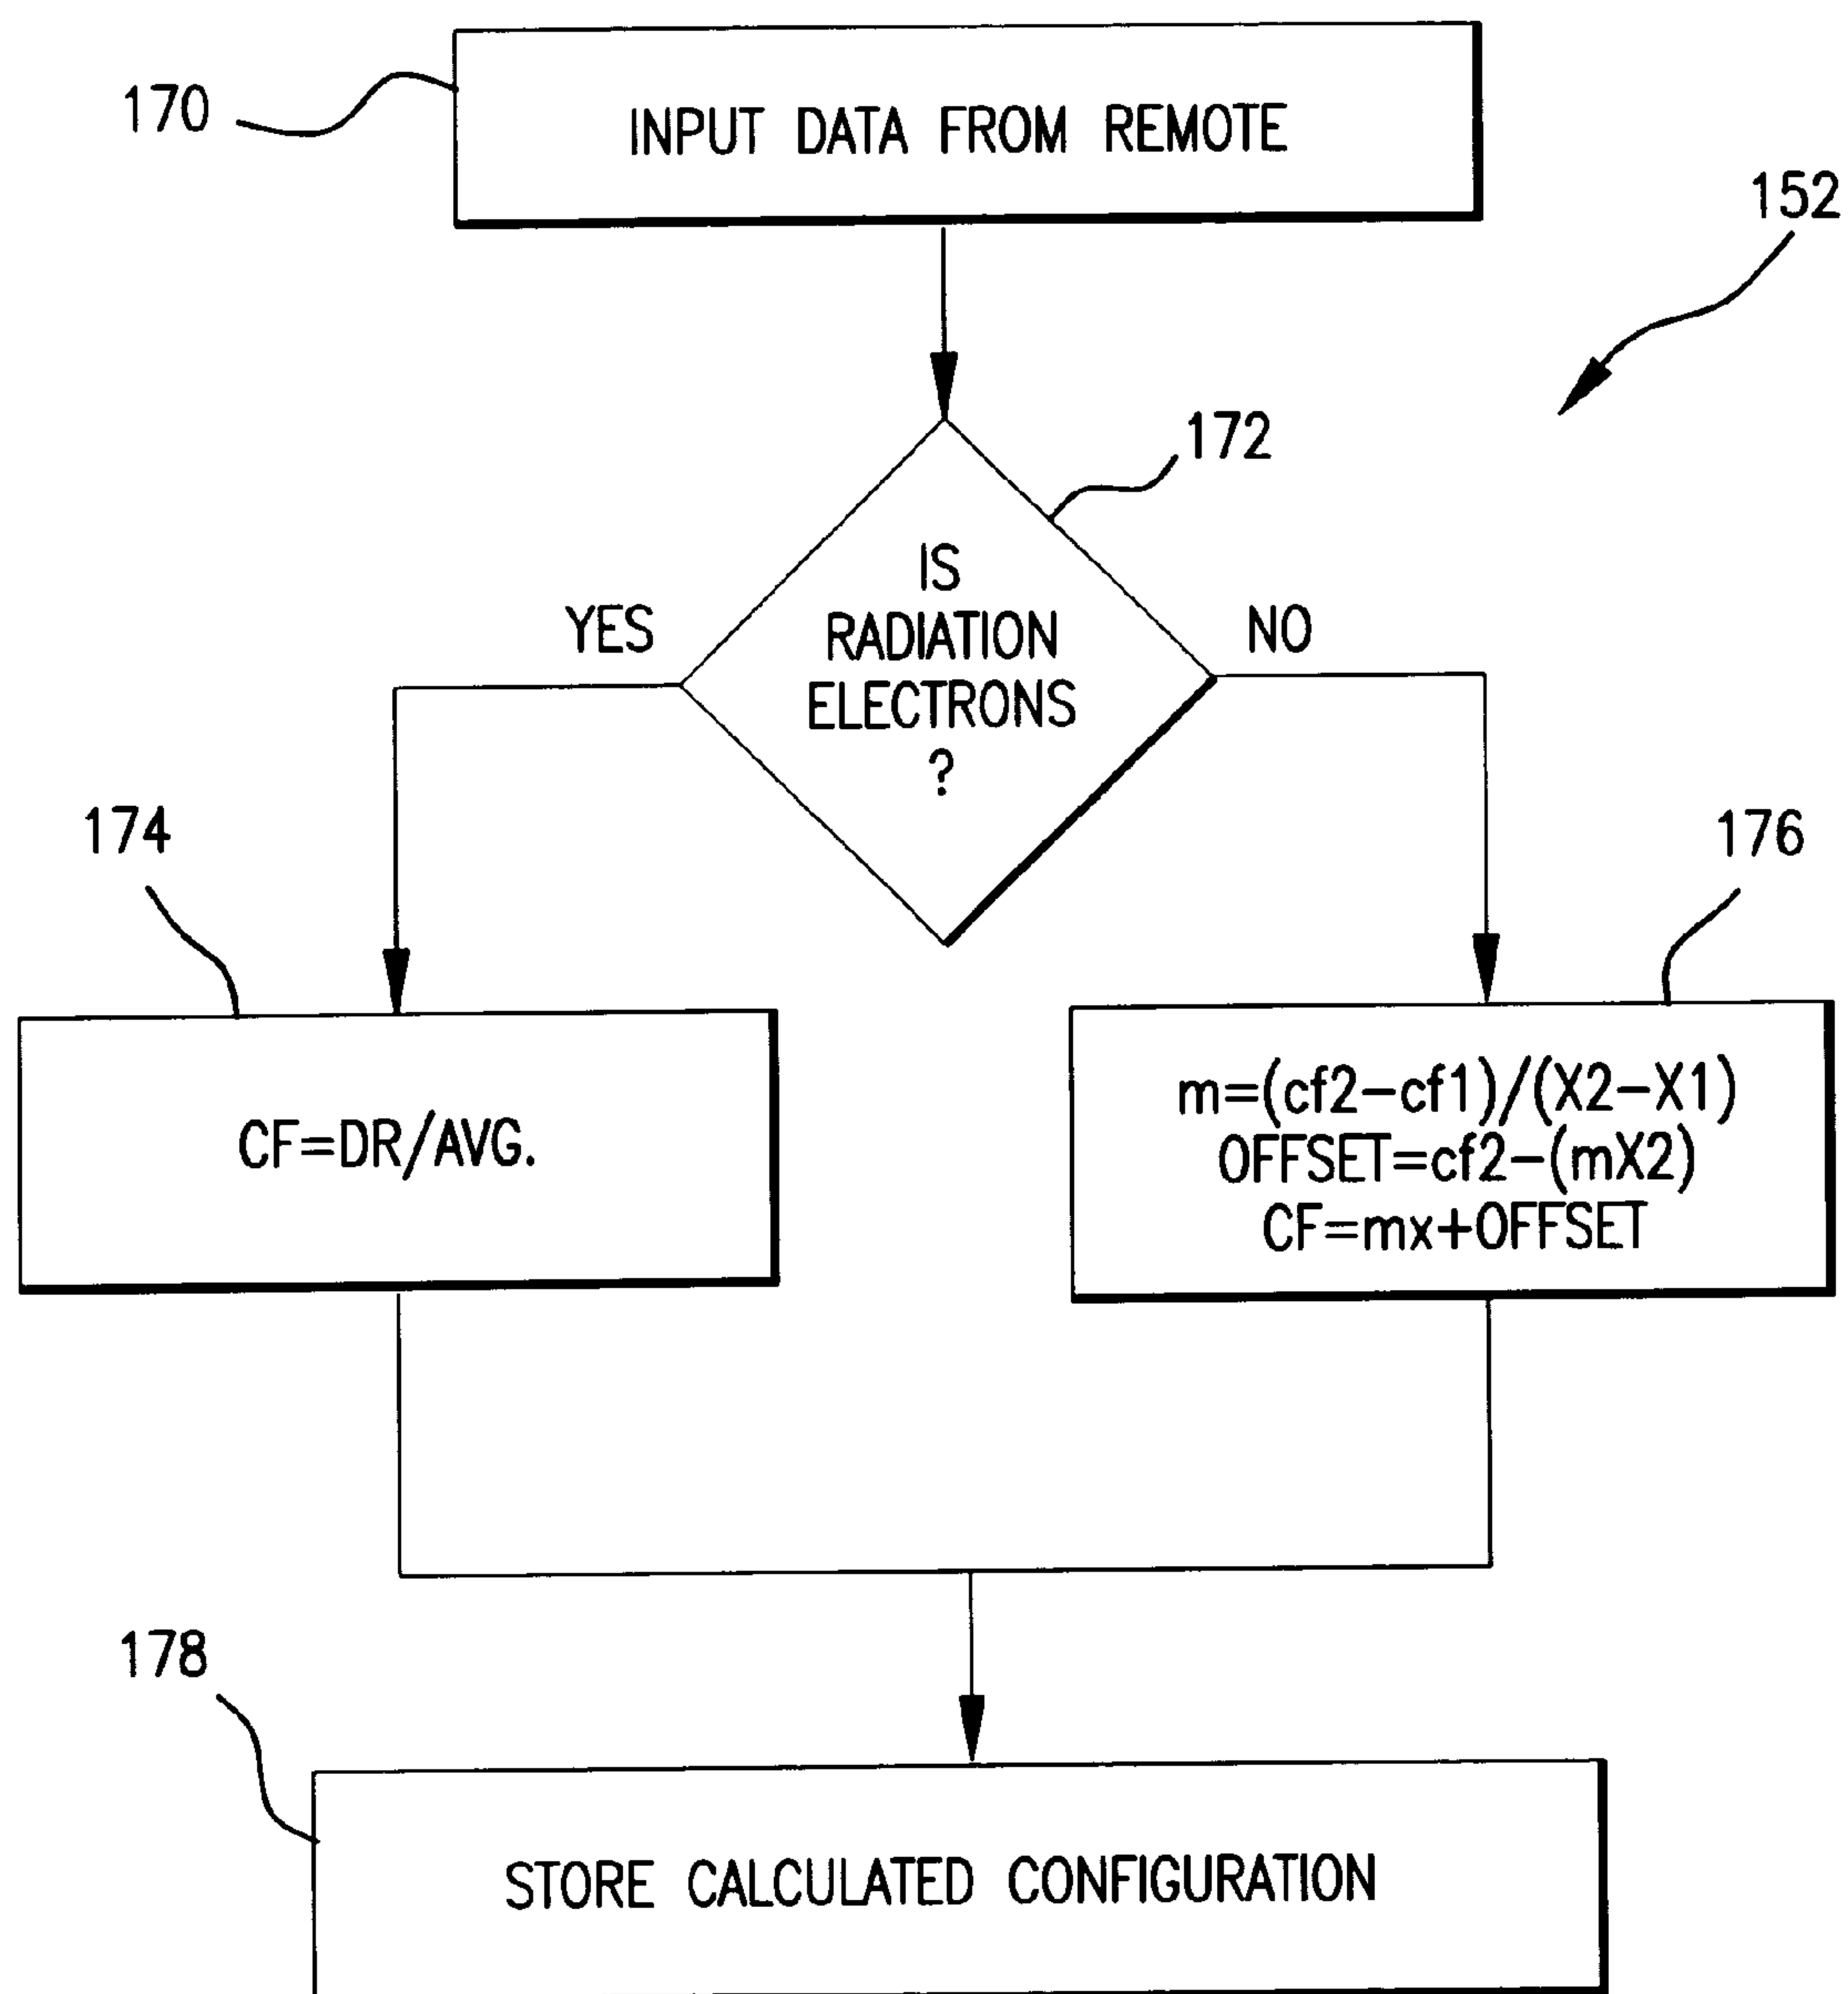 170
INPUT DATA FROM REMOTE
152
172
IS
RADIATION
ELECTRONS
?
YES
NO
174
176
CF=DR/AVG.
m=(cf2-cf1)/(X2-X1)
OFFSET=cf2-(mX2)
CF=mx+OFFSET
178
STORE CALCULATED CONFIGURATION